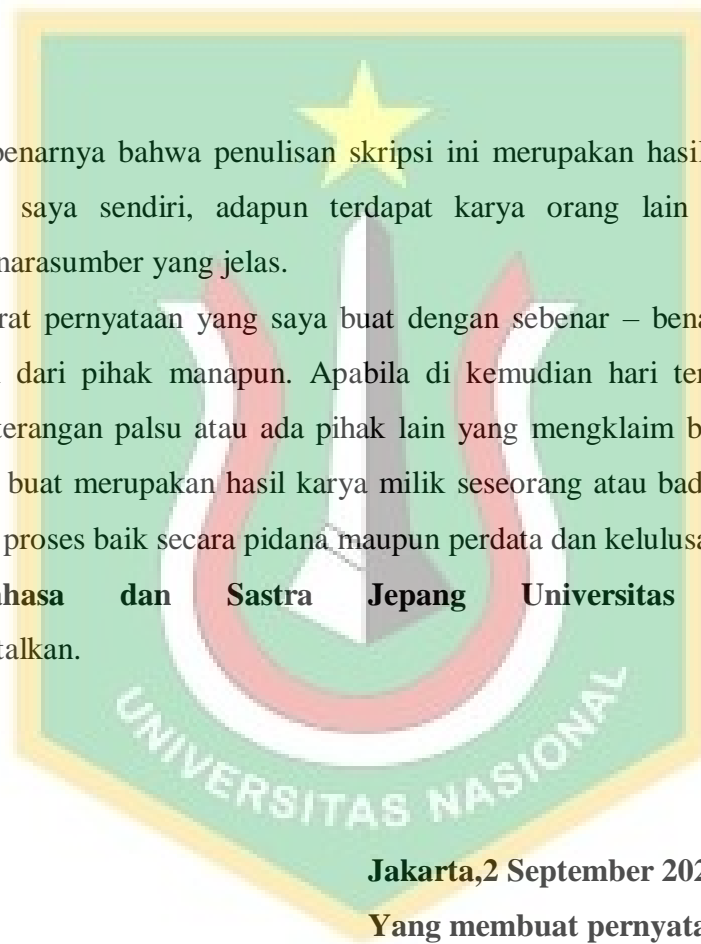 benarnya bahwa penulisan skripsi ini merupakan hasil
saya sendiri, adapun terdapat karya orang lain
narasumber yang jelas.
rat pernyataan yang saya buat dengan sebenar – bena
dari pihak manapun. Apabila di kemudian hari ter
terangan palsu atau ada pihak lain yang mengklaim b
buat merupakan hasil karya milik seseorang atau bad
proses baik secara pidana maupun perdata dan kelulusa
ahasa dan Sastra Jepang Universitas
talkan.
UNIVERSITAS NASIONAL
Jakarta,2 September 202
Yang membuat pernyata